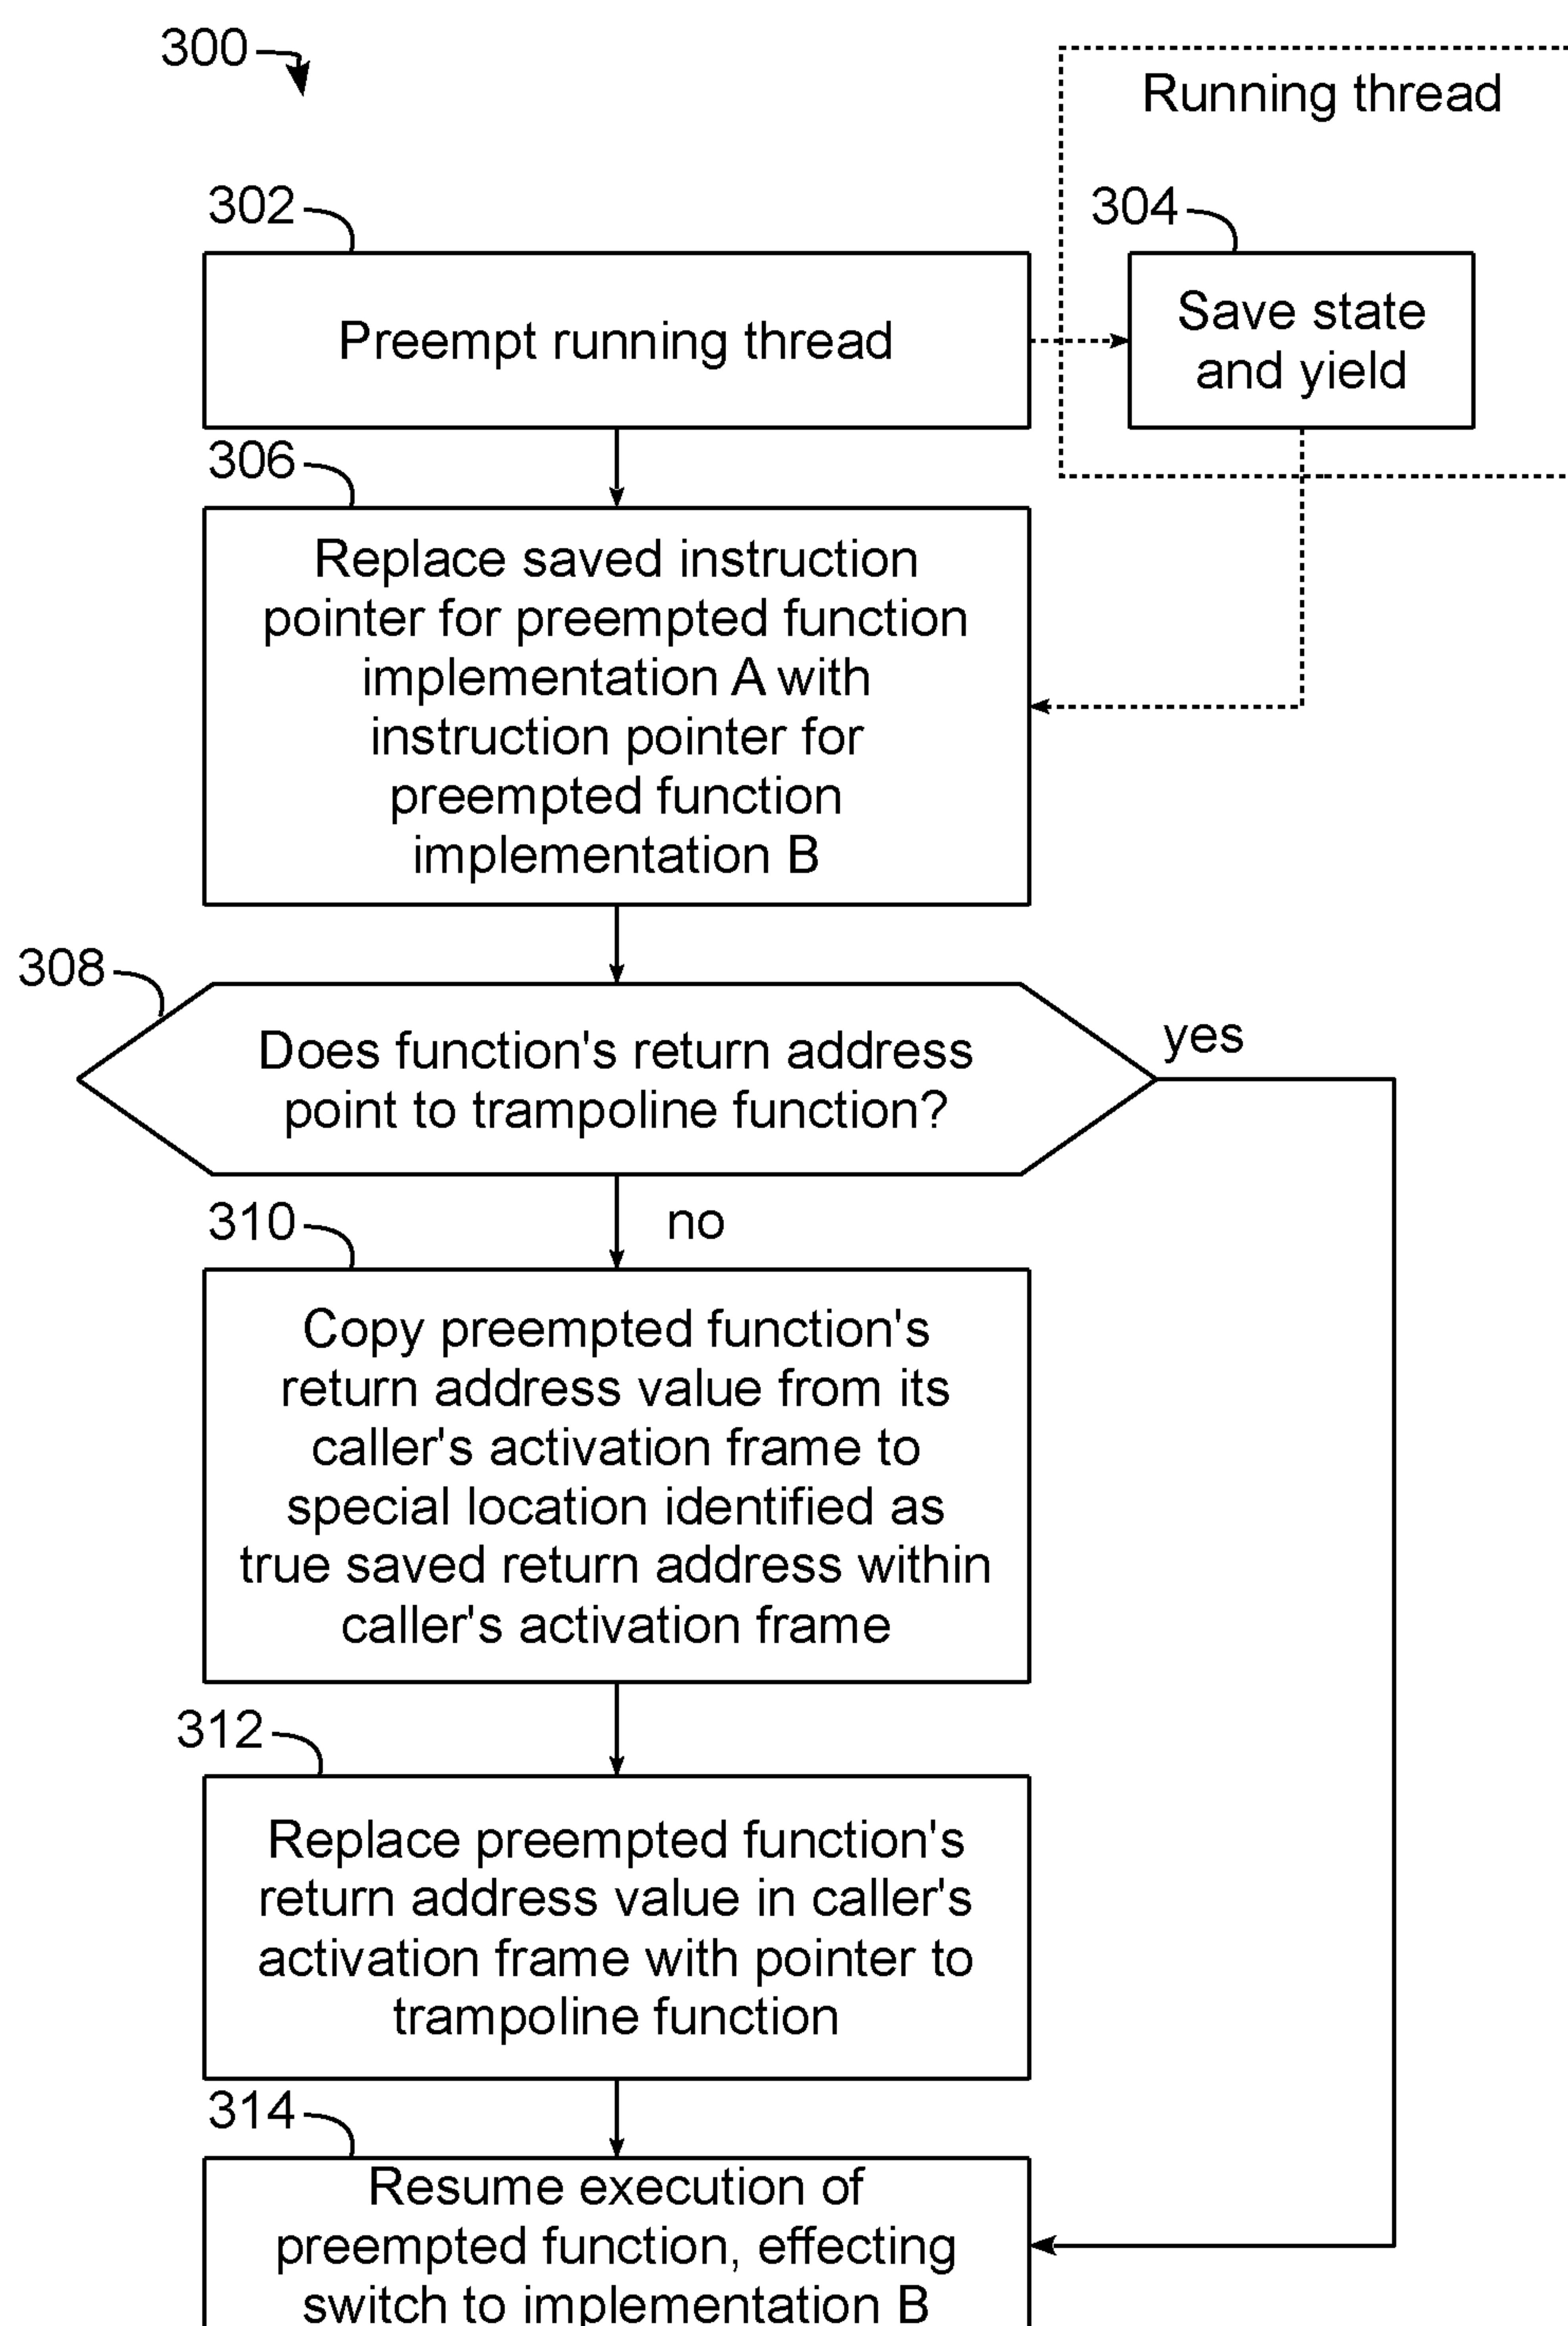 300
Running thread
302
304
Preempt running thread
Save state
and yield
306
Replace saved instruction
pointer for preempted function
implementation A with
instruction pointer for
preempted function
implementation B
308
Does function's return address
point to trampoline function?
yes
no
310
Copy preempted function's
return address value from its
caller's activation frame to
special location identified as
true saved return address within
caller's activation frame
312
Replace preempted function's
return address value in caller's
activation frame with pointer to
trampoline function
314
Resume execution of
preempted function, effecting
switch to implementation B